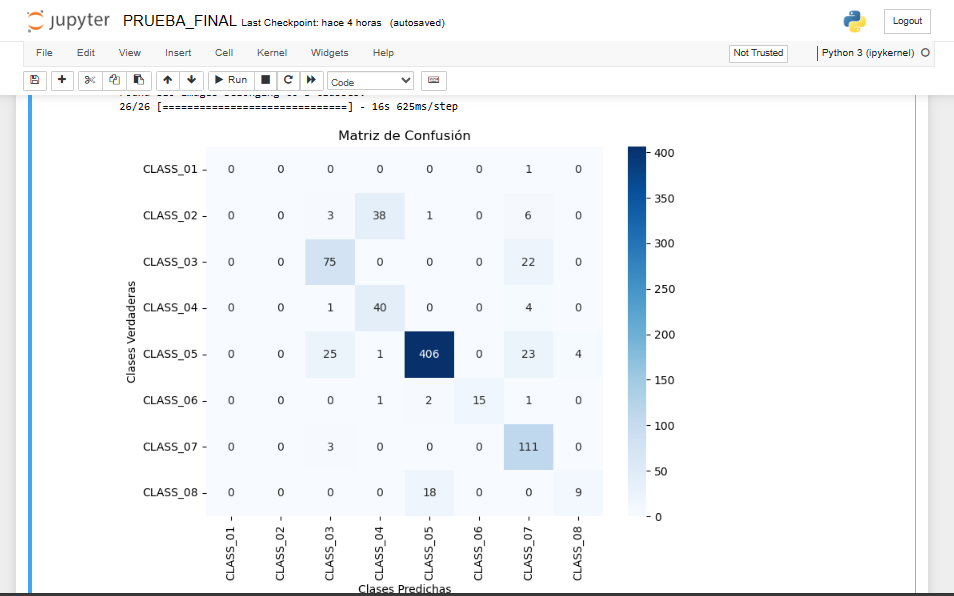 jupyter PRUEBA_FINAL Last Checkpoint: hace 4 horas (autosaved) Logout
File Edit View Insert Cell Kernel Widgets Help Not Trusted Python 3 (ipykernel)
Run Code
26/26 [==============================] - 16s 625ms/step
Matriz de Confusión
CLASS_01 0 0 0 0 0 0 1 0
CLASS_02 0 0 3 38 1 0 6 0
CLASS_03 0 0 75 0 0 0 22 0
CLASS_04 0 0 1 40 0 0 4 0
CLASS_05 0 0 25 1 406 0 23 4
CLASS_06 0 0 0 1 2 15 1 0
CLASS_07 0 0 3 0 0 0 111 0
CLASS_08 0 0 0 0 18 0 0 9
Clases Verdaderas
CLASS_01 CLASS_02 CLASS_03 CLASS_04 CLASS_05 CLASS_06 CLASS_07 CLASS_08
Clases Predichas
400
350
300
250
200
150
100
50
0